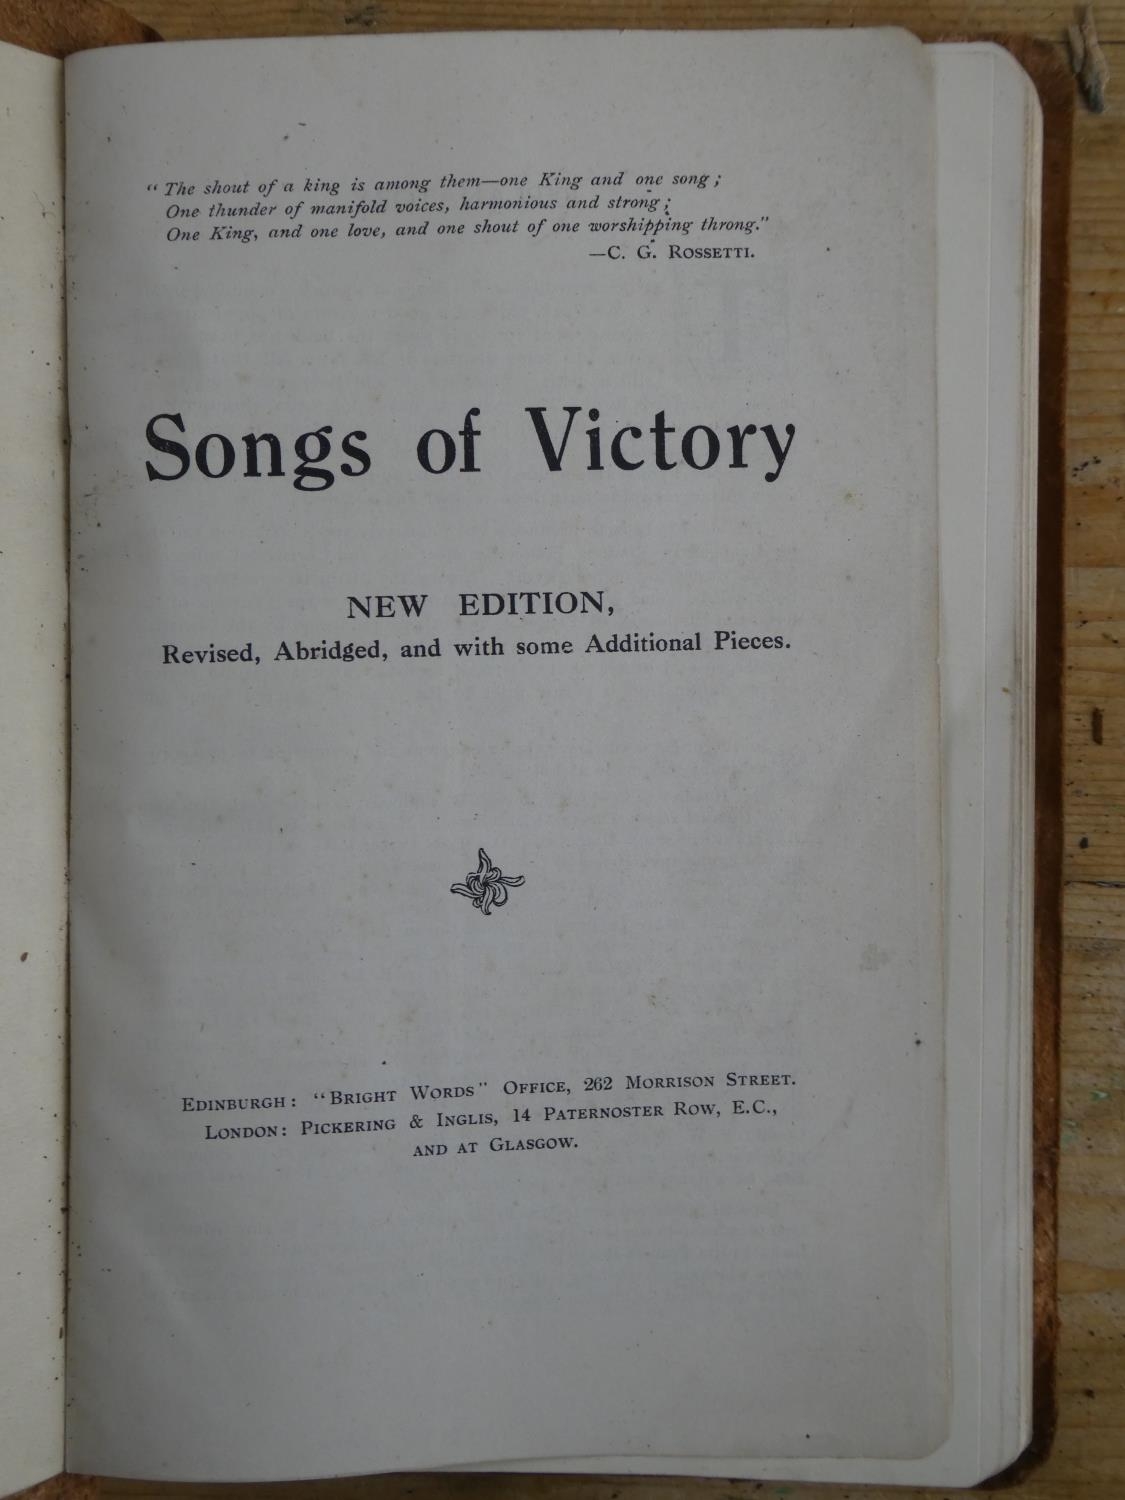 “ The shout of a king is among them—one King and one song ;
One thunder of manifold voices, harmonious and strong ;
One King, and one love, and one shout of one worshipping throng.”
—C. G. ROSSETTI.
Songs of Victory
NEW EDITION,
Revised, Abridged, and with some Additional Pieces.
EDINBURGH: “BRIGHT WORDS” OFFICE, 262 MORRISON STREET.
LONDON: PICKERING & INGLIS, 14 PATERNOSTER ROW, E.C.,
AND AT GLASGOW.